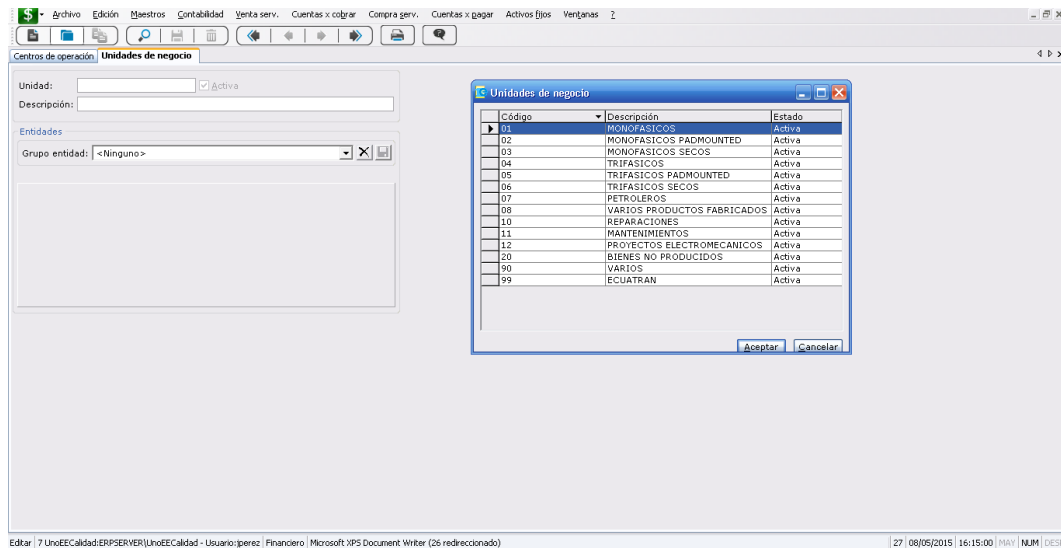 $ Archivo Edición Maestros Contabilidad Venta serv. Cuentas x cobrar Compra serv. Cuentas x pagar Activos fijos Ventanas ?
Centros de operación Unidades de negocio
Unidad: Activa
Descripción:
Entidades
Grupo entidad: <Ninguno>
Unidades de negocio
Código Descripción Estado
01 MONOFASICOS Activa
02 MONOFASICOS PADMOUNTED Activa
03 MONOFASICOS SECOS Activa
04 TRIFASICOS Activa
05 TRIFASICOS PADMOUNTED Activa
06 TRIFASICOS SECOS Activa
07 PETROLEROS Activa
08 VARIOS PRODUCTOS FABRICADOS Activa
10 REPARACIONES Activa
11 MANTENIMIENTOS Activa
12 PROYECTOS ELECTROMECANICOS Activa
20 BIENES NO PRODUCIDOS Activa
90 VARIOS Activa
99 ECUATRAN Activa
Aceptar Cancelar
Editar 7 UnoEECalidad:ERPSERVER\UnoEECalidad - Usuario:jperez Financiero Microsoft XPS Document Writer (26 redireccionado) 27 08/05/2015 16:15:00 MAY NUM DES